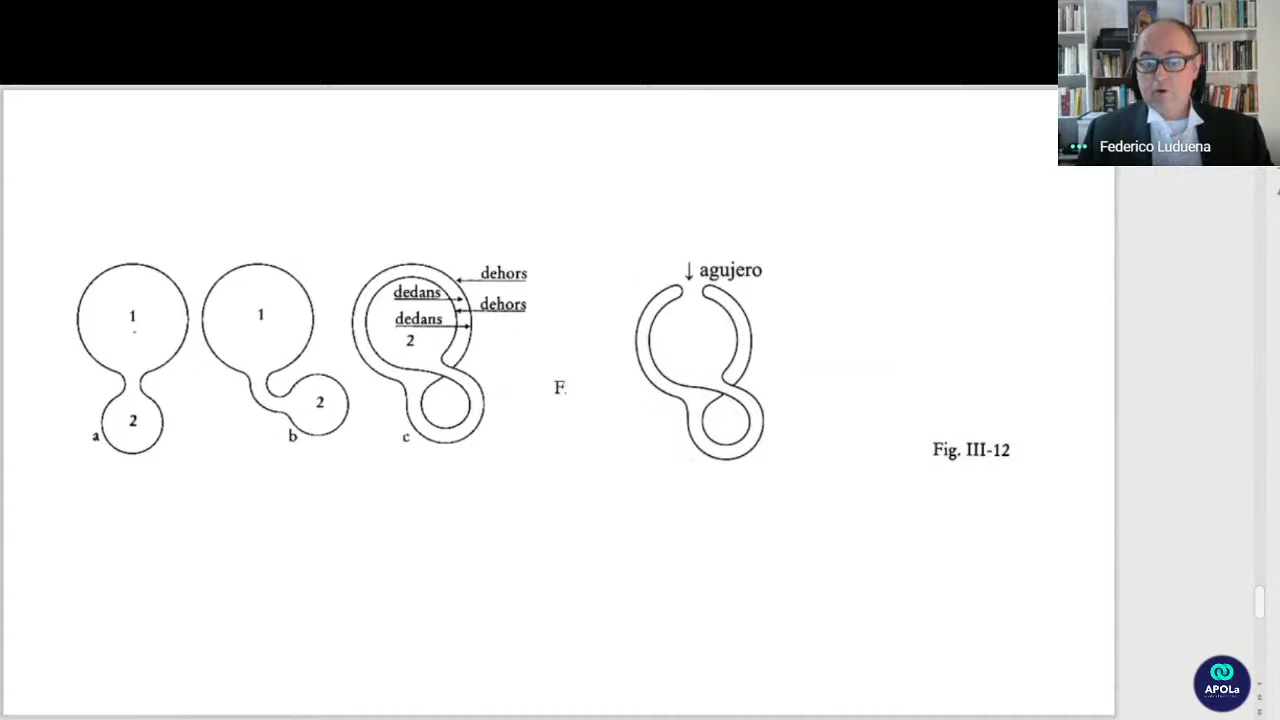 Federico Luduena
1
2
a
1
2
b
dehors
dedans
dehors
dedans
2
c
F.
↓ agujero
Fig. III-12
APOLa